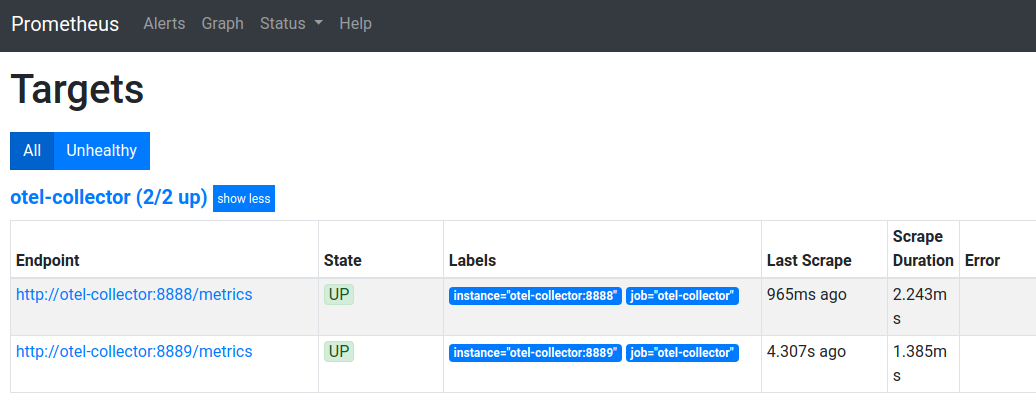 Prometheus Alerts Graph Status Help
Targets
All Unhealthy
otel-collector (2/2 up) show less
Endpoint State Labels Last Scrape Scrape Duration Error
http://otel-collector:8888/metrics UP instance="otel-collector:8888" job="otel-collector" 965ms ago 2.243ms
http://otel-collector:8889/metrics UP instance="otel-collector:8889" job="otel-collector" 4.307s ago 1.385ms